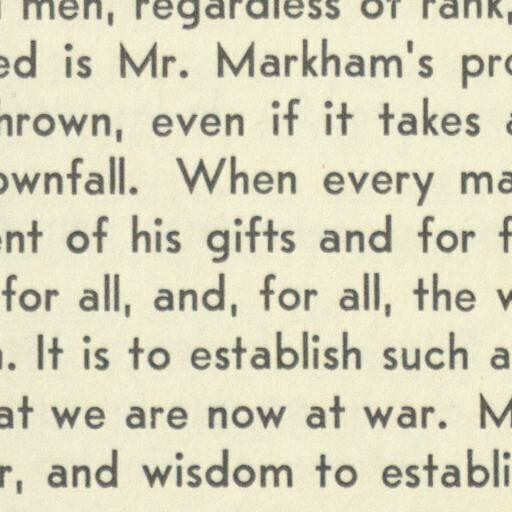 men, regardless of rank,
ed is Mr. Markham's pro
hrown, even if it takes a
ownfall. When every ma
ent of his gifts and for f
for all, and, for all, the w
. It is to establish such a
at we are now at war. M
r, and wisdom to establi